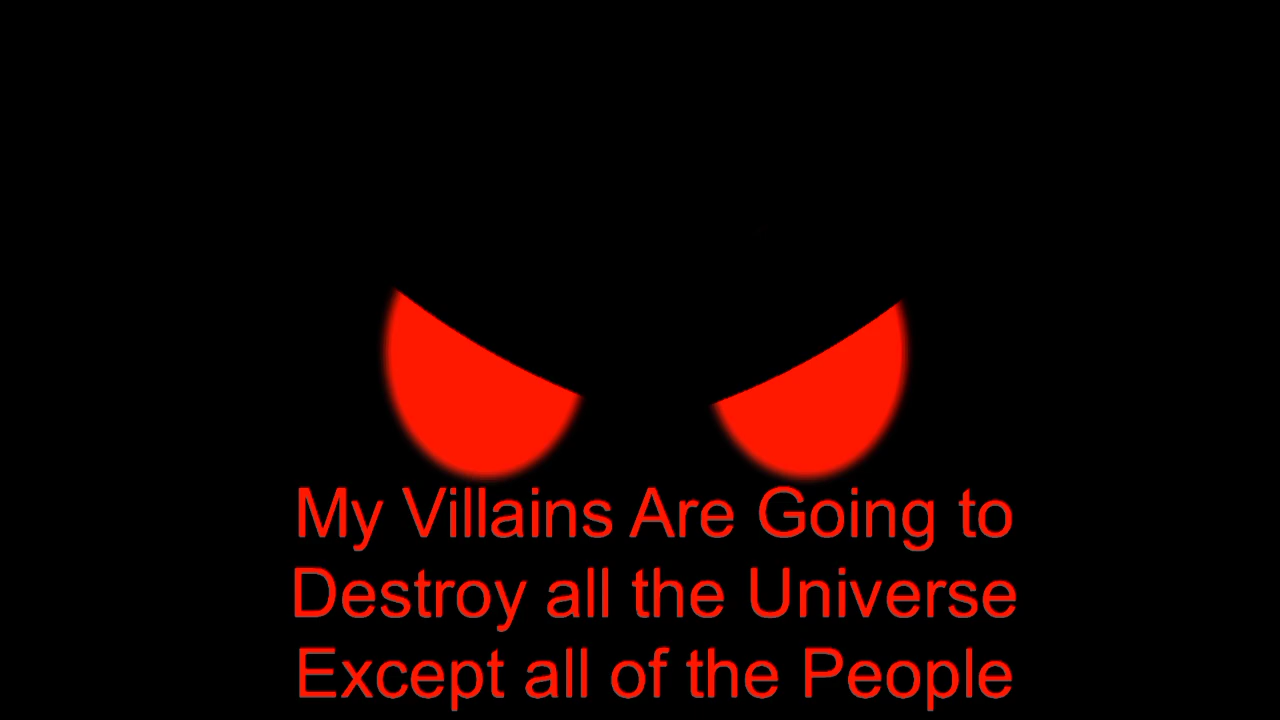 My Villains Are Going to
Destroy all the Universe
Except all of the People